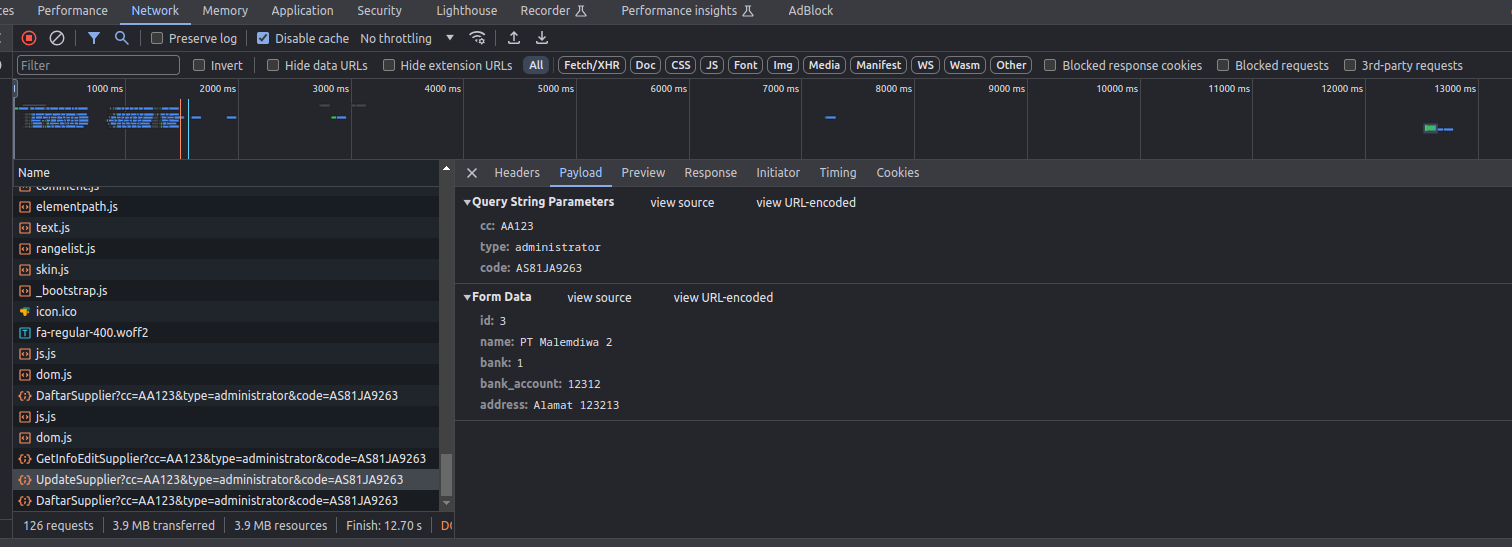 ces Performance Network Memory Application Security Lighthouse Recorder Performance insights AdBlock
Preserve log Disable cache No throttling
Filter Invert Hide data URLs Hide extension URLs All Fetch/XHR Doc CSS JS Font Img Media Manifest WS Wasm Other Blocked response cookies Blocked requests 3rd-party requests
1000 ms 2000 ms 3000 ms 4000 ms 5000 ms 6000 ms 7000 ms 8000 ms 9000 ms 10000 ms 11000 ms 12000 ms 13000 ms
Name
comment.js
elementpath.js
text.js
rangelist.js
skin.js
_bootstrap.js
icon.ico
fa-regular-400.woff2
js.js
dom.js
DaftarSupplier?cc=AA123&type=administrator&code=AS81JA9263
js.js
dom.js
GetInfoEditSupplier?cc=AA123&type=administrator&code=AS81JA9263
UpdateSupplier?cc=AA123&type=administrator&code=AS81JA9263
DaftarSupplier?cc=AA123&type=administrator&code=AS81JA9263
126 requests 3.9 MB transferred 3.9 MB resources Finish: 12.70 s DO
Headers Payload Preview Response Initiator Timing Cookies
Query String Parameters view source view URL-encoded
cc: AA123
type: administrator
code: AS81JA9263
Form Data view source view URL-encoded
id: 3
name: PT Malemdiwa 2
bank: 1
bank_account: 12312
address: Alamat 123213